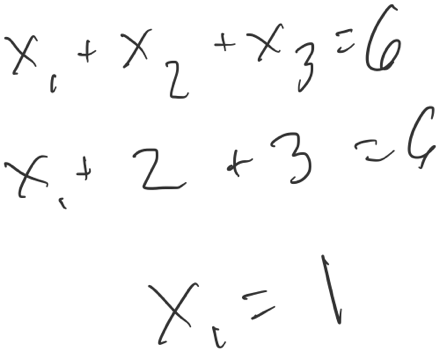 x₁ + x₂ + x₃ = 6
x₁ + 2 + 3 = 6
x₁ = 1